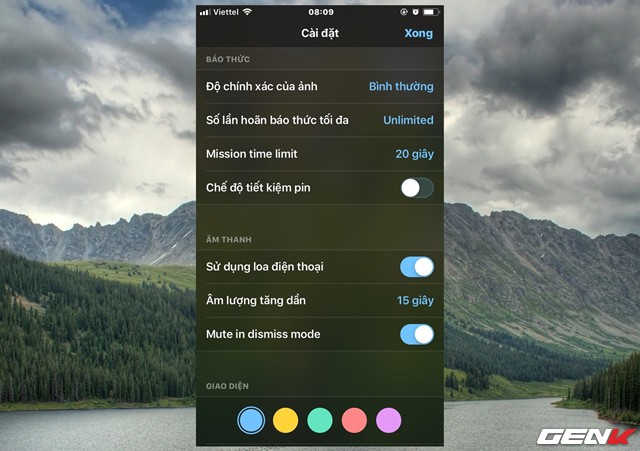 Viettel 08:09
Cài đặt Xong
BÁO THỨC
Độ chính xác của ảnh Bình thường
Số lần hoãn báo thức tối đa Unlimited
Mission time limit 20 giây
Chế độ tiết kiệm pin
ÂM THANH
Sử dụng loa điện thoại
Âm lượng tăng dần 15 giây
Mute in dismiss mode
GIAO DIỆN
GENK